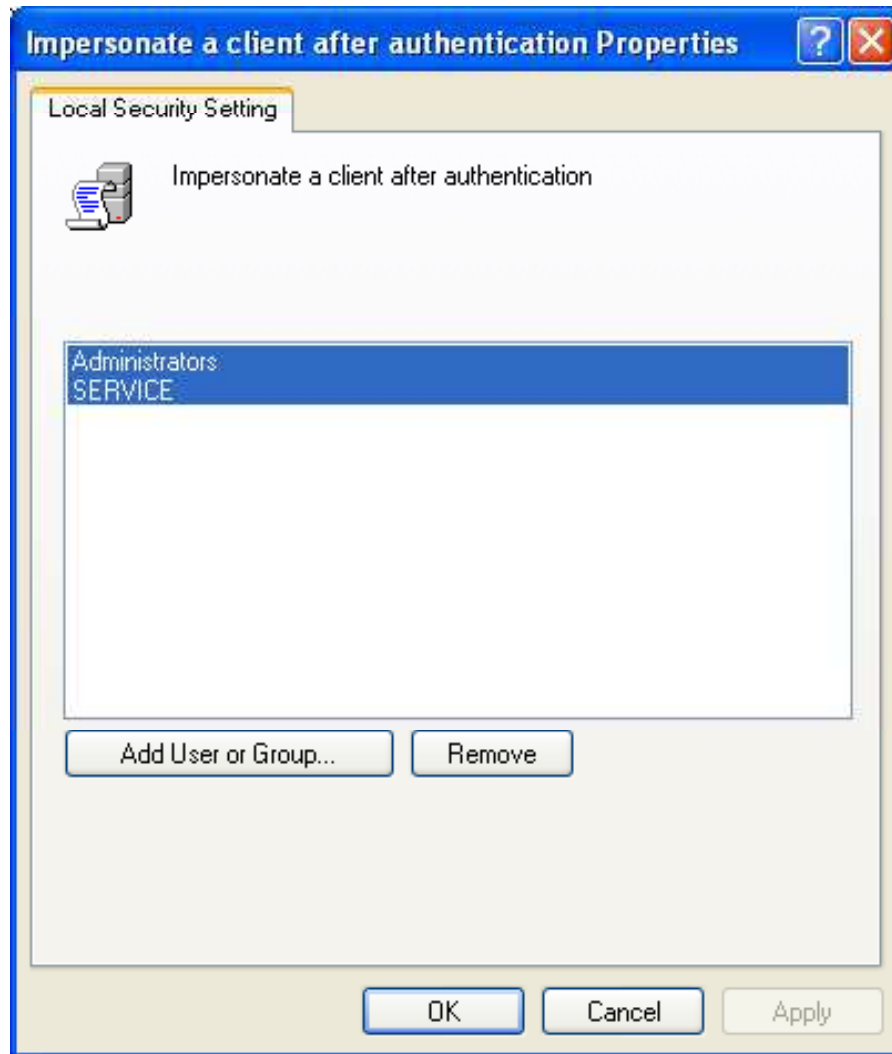 Impersonate a client after authentication Properties
Local Security Setting
Impersonate a client after authentication
Administrators
SERVICE
Add User or Group...
Remove
OK
Cancel
Apply